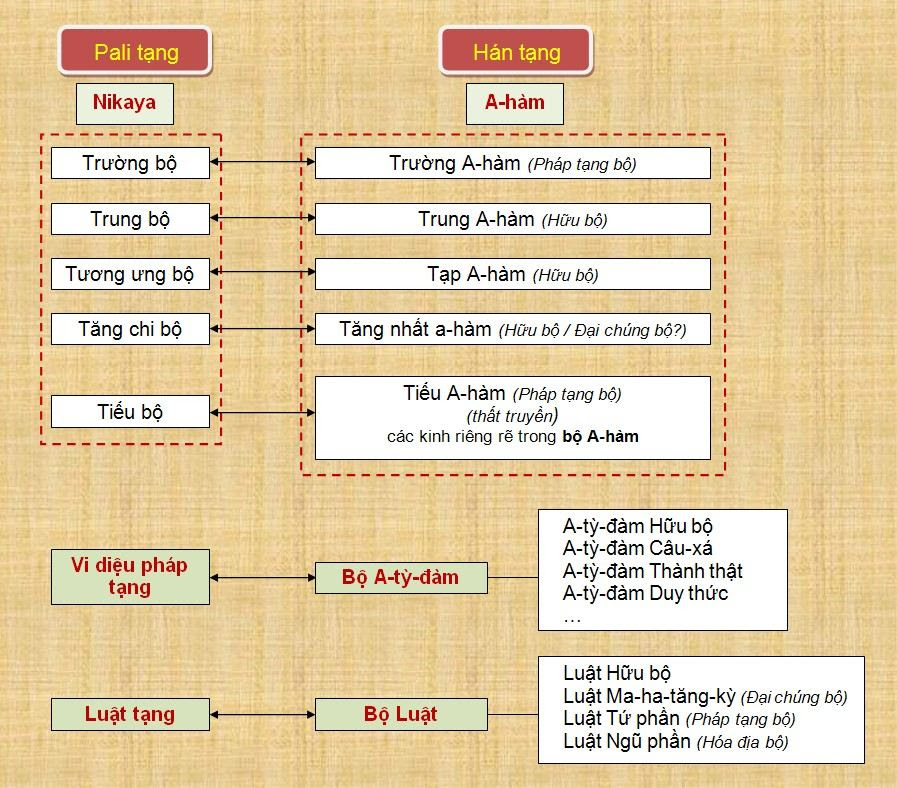 Pali tạng
Hán tạng
Nikaya
A-hàm
Trường bộ
Trường A-hàm (Pháp tạng bộ)
Trung bộ
Trung A-hàm (Hữu bộ)
Tương ưng bộ
Tạp A-hàm (Hữu bộ)
Tăng chi bộ
Tăng nhất a-hàm (Hữu bộ / Đại chúng bộ?)
Tiếu bộ
Tiếu A-hàm (Pháp tạng bộ)
(thất truyền)
các kinh riêng rẽ trong bộ A-hàm
Vi diệu pháp
tạng
Bộ A-tỳ-đàm
A-tỳ-đàm Hữu bộ
A-tỳ-đàm Câu-xá
A-tỳ-đàm Thành thật
A-tỳ-đàm Duy thức
...
Luật tạng
Bộ Luật
Luật Hữu bộ
Luật Ma-ha-tăng-kỳ (Đại chúng bộ)
Luật Tứ phần (Pháp tạng bộ)
Luật Ngũ phần (Hóa địa bộ)